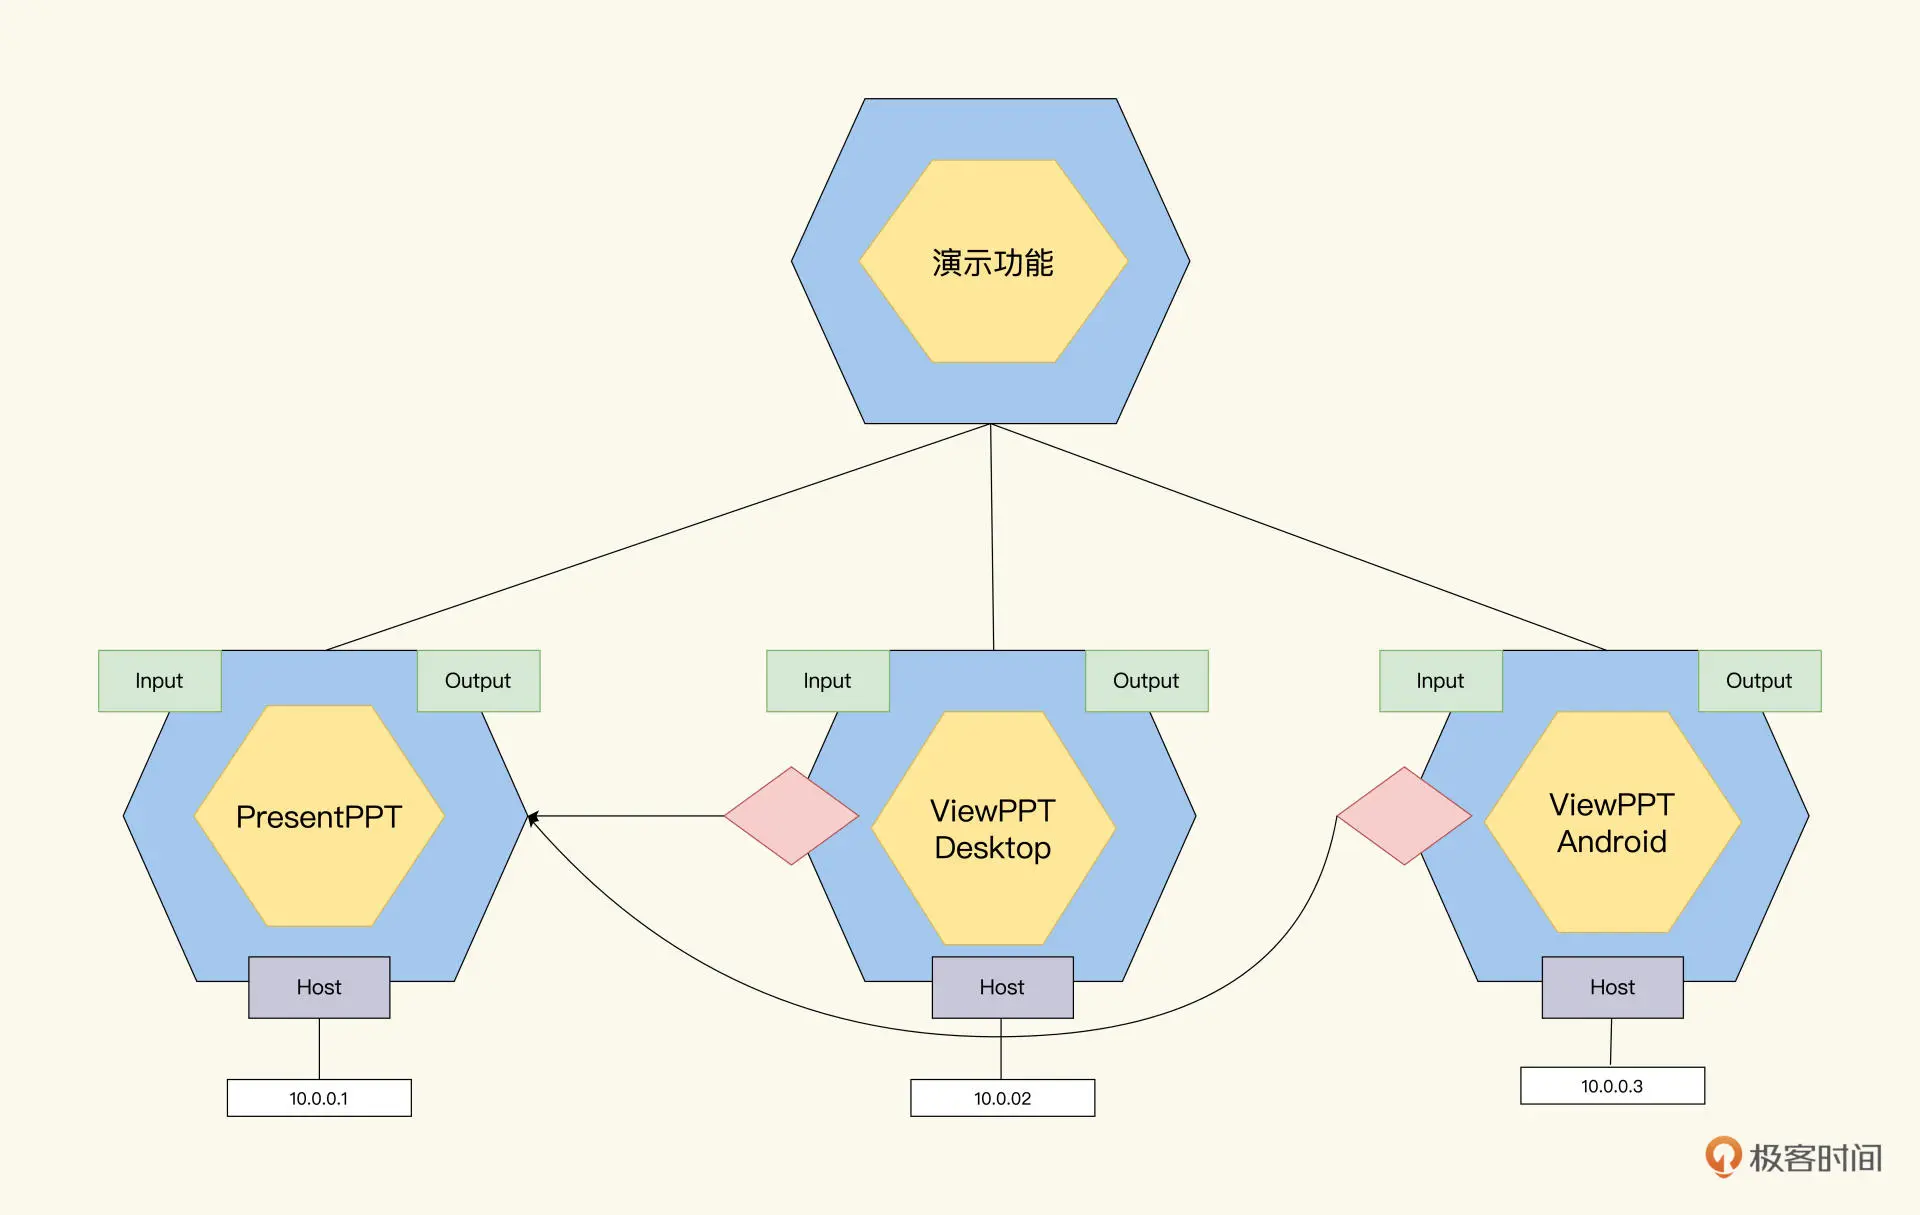 演示功能
Input
Output
Input
Output
Input
Output
PresentPPT
ViewPPT
Desktop
ViewPPT
Android
Host
Host
Host
10.0.0.1
10.0.02
10.0.0.3
极客时间